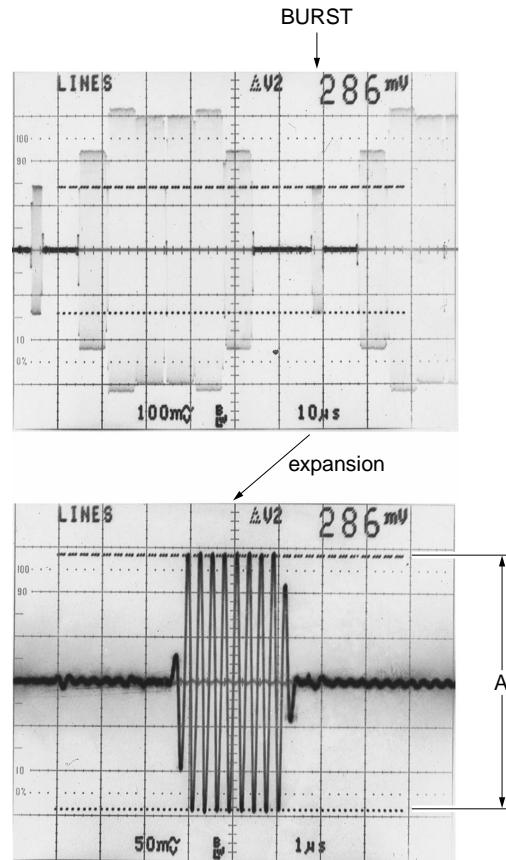 BURST
LINES ΔV2 286mV
100
90
10
0%
100mV 10µs
expansion
LINES ΔV2 286mV
100
90
10
0%
50mV 1µs
A